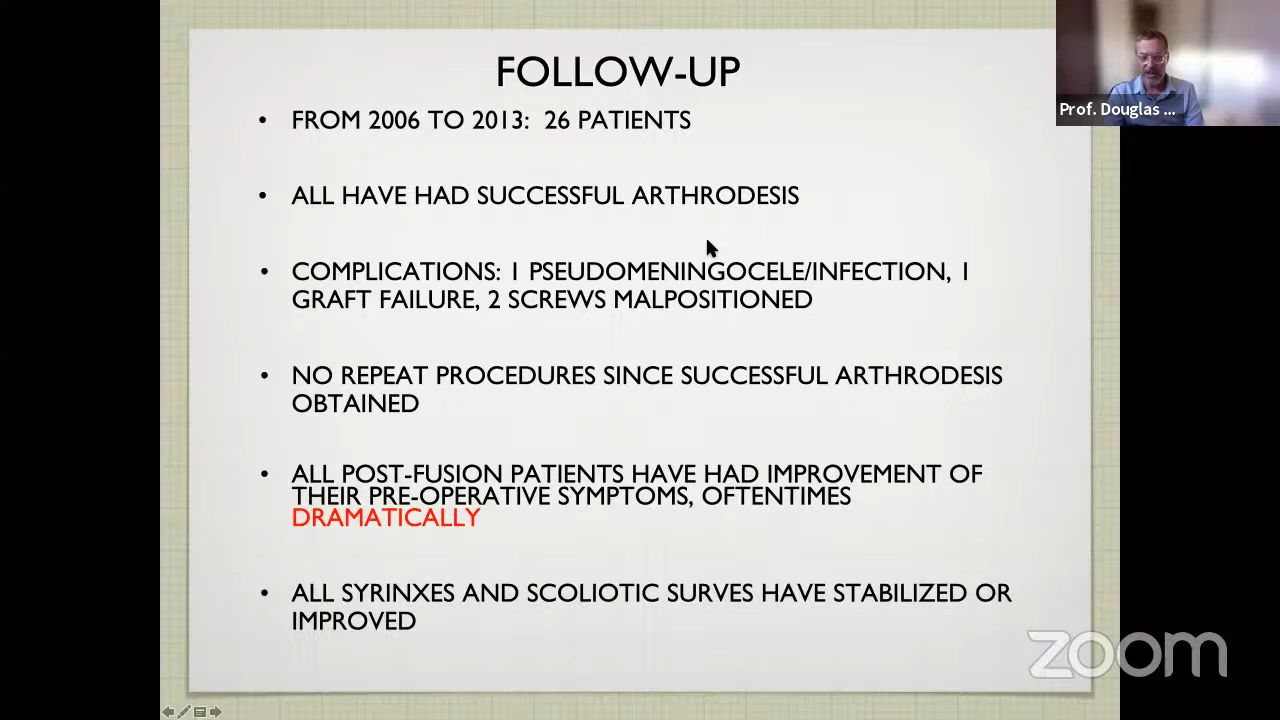 FOLLOW-UP
• FROM 2006 TO 2013: 26 PATIENTS
• ALL HAVE HAD SUCCESSFUL ARTHRODESIS
• COMPLICATIONS: 1 PSEUDOMENINGOCELE/INFECTION, 1
GRAFT FAILURE, 2 SCREWS MALPOSITIONED
• NO REPEAT PROCEDURES SINCE SUCCESSFUL ARTHRODESIS
OBTAINED
• ALL POST-FUSION PATIENTS HAVE HAD IMPROVEMENT OF
THEIR PRE-OPERATIVE SYMPTOMS, OFTENTIMES
DRAMATICALLY
• ALL SYRINXES AND SCOLIOTIC SURVES HAVE STABILIZED OR
IMPROVED
Prof. Douglas ...
zoom